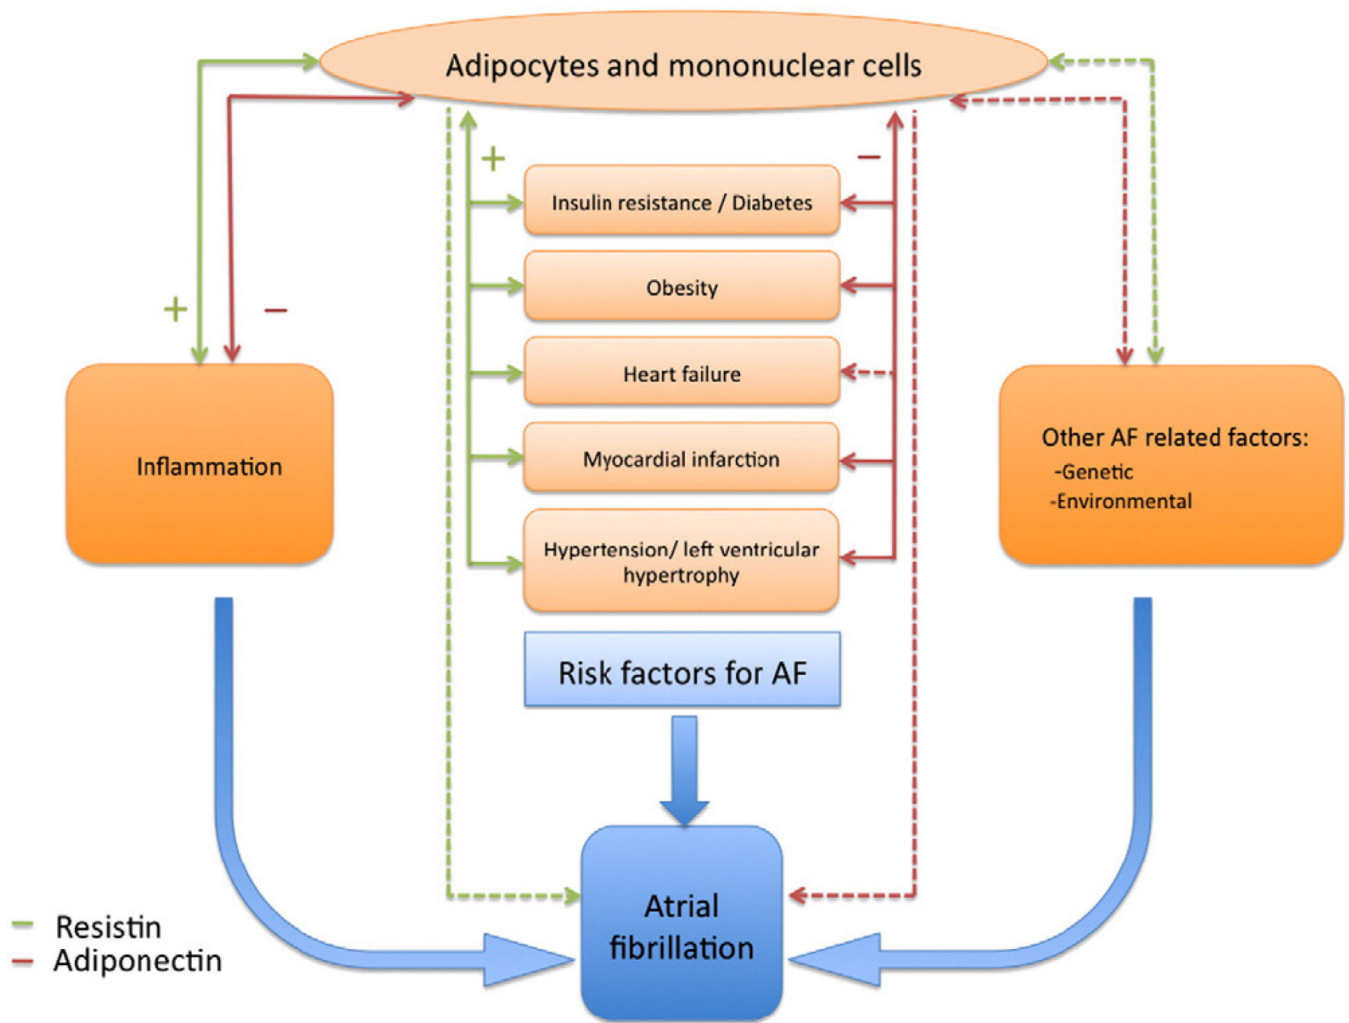 Adipocytes and mononuclear cells
+
−
Insulin resistance / Diabetes
Obesity
+
−
Heart failure
Inflammation
Myocardial infarction
Other AF related factors:
-Genetic
-Environmental
Hypertension/ left ventricular
hypertrophy
Risk factors for AF
Atrial
fibrillation
Resistin
Adiponectin